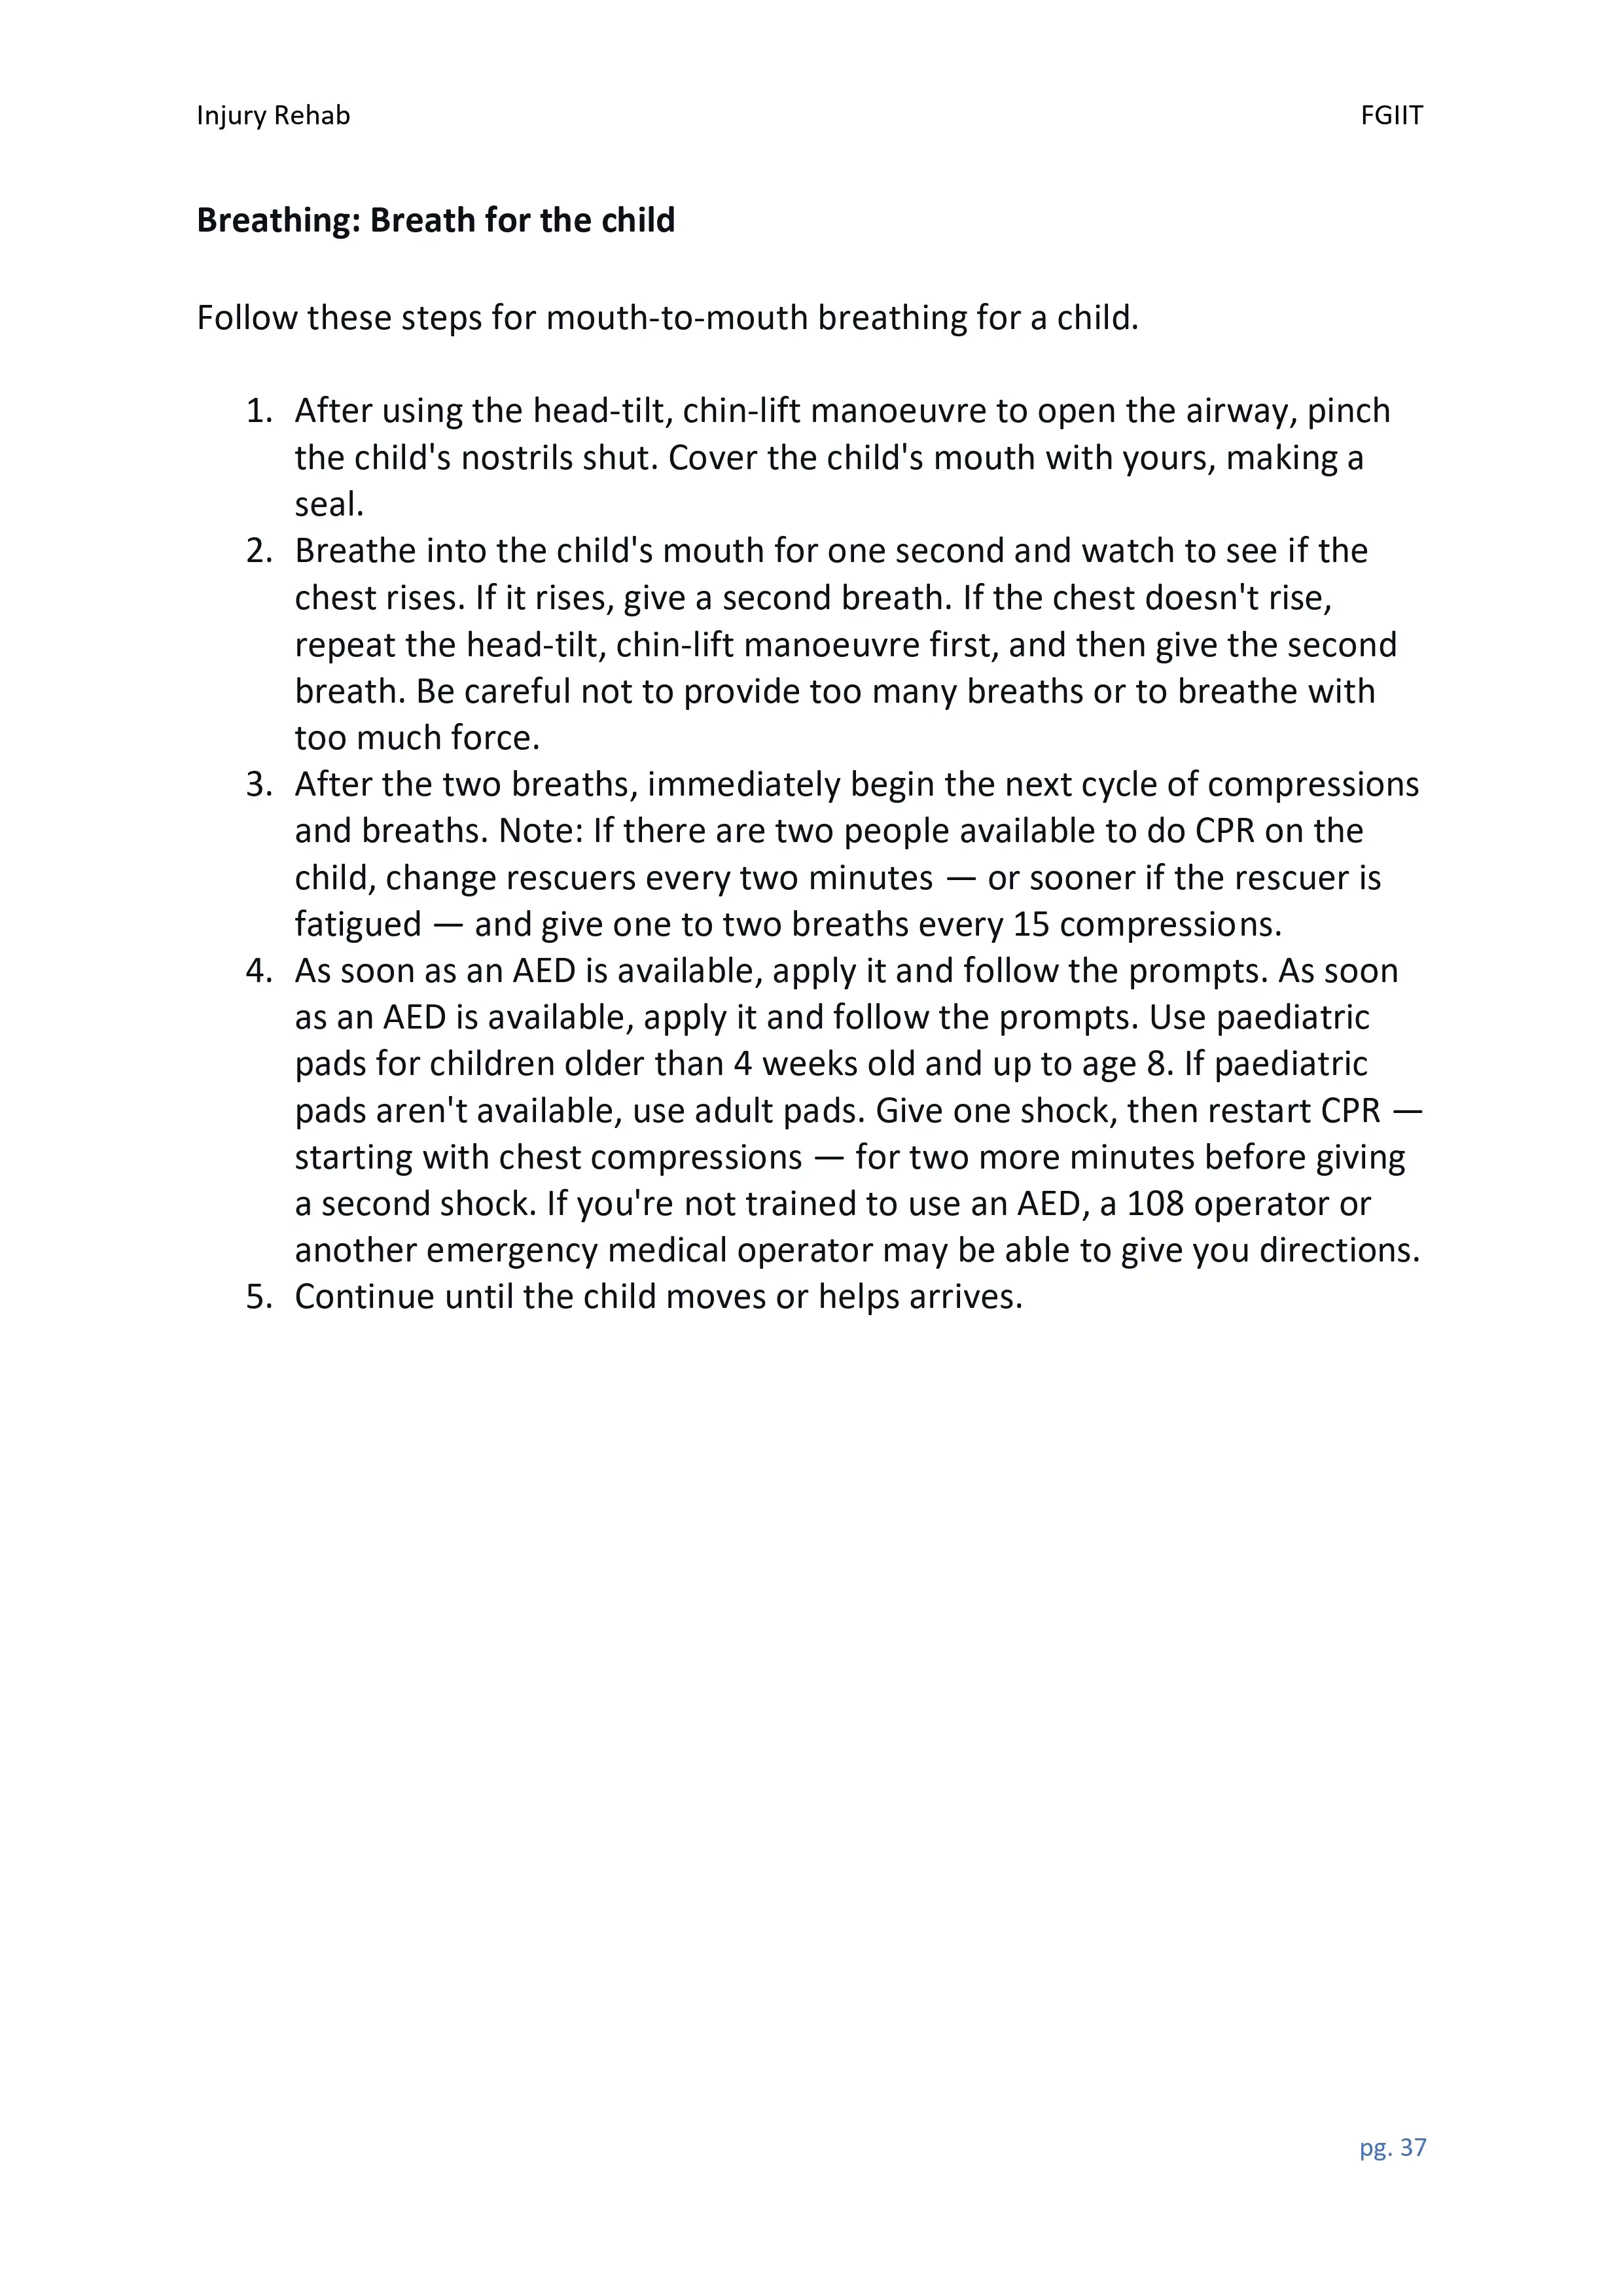 Injury Rehab FGIIT
Breathing: Breath for the child
Follow these steps for mouth-to-mouth breathing for a child.
1. After using the head-tilt, chin-lift manoeuvre to open the airway, pinch
the child's nostrils shut. Cover the child's mouth with yours, making a
seal.
2. Breathe into the child's mouth for one second and watch to see if the
chest rises. If it rises, give a second breath. If the chest doesn't rise,
repeat the head-tilt, chin-lift manoeuvre first, and then give the second
breath. Be careful not to provide too many breaths or to breathe with
too much force.
3. After the two breaths, immediately begin the next cycle of compressions
and breaths. Note: If there are two people available to do CPR on the
child, change rescuers every two minutes — or sooner if the rescuer is
fatigued — and give one to two breaths every 15 compressions.
4. As soon as an AED is available, apply it and follow the prompts. As soon
as an AED is available, apply it and follow the prompts. Use paediatric
pads for children older than 4 weeks old and up to age 8. If paediatric
pads aren't available, use adult pads. Give one shock, then restart CPR —
starting with chest compressions — for two more minutes before giving
a second shock. If you're not trained to use an AED, a 108 operator or
another emergency medical operator may be able to give you directions.
5. Continue until the child moves or helps arrives.
pg. 37